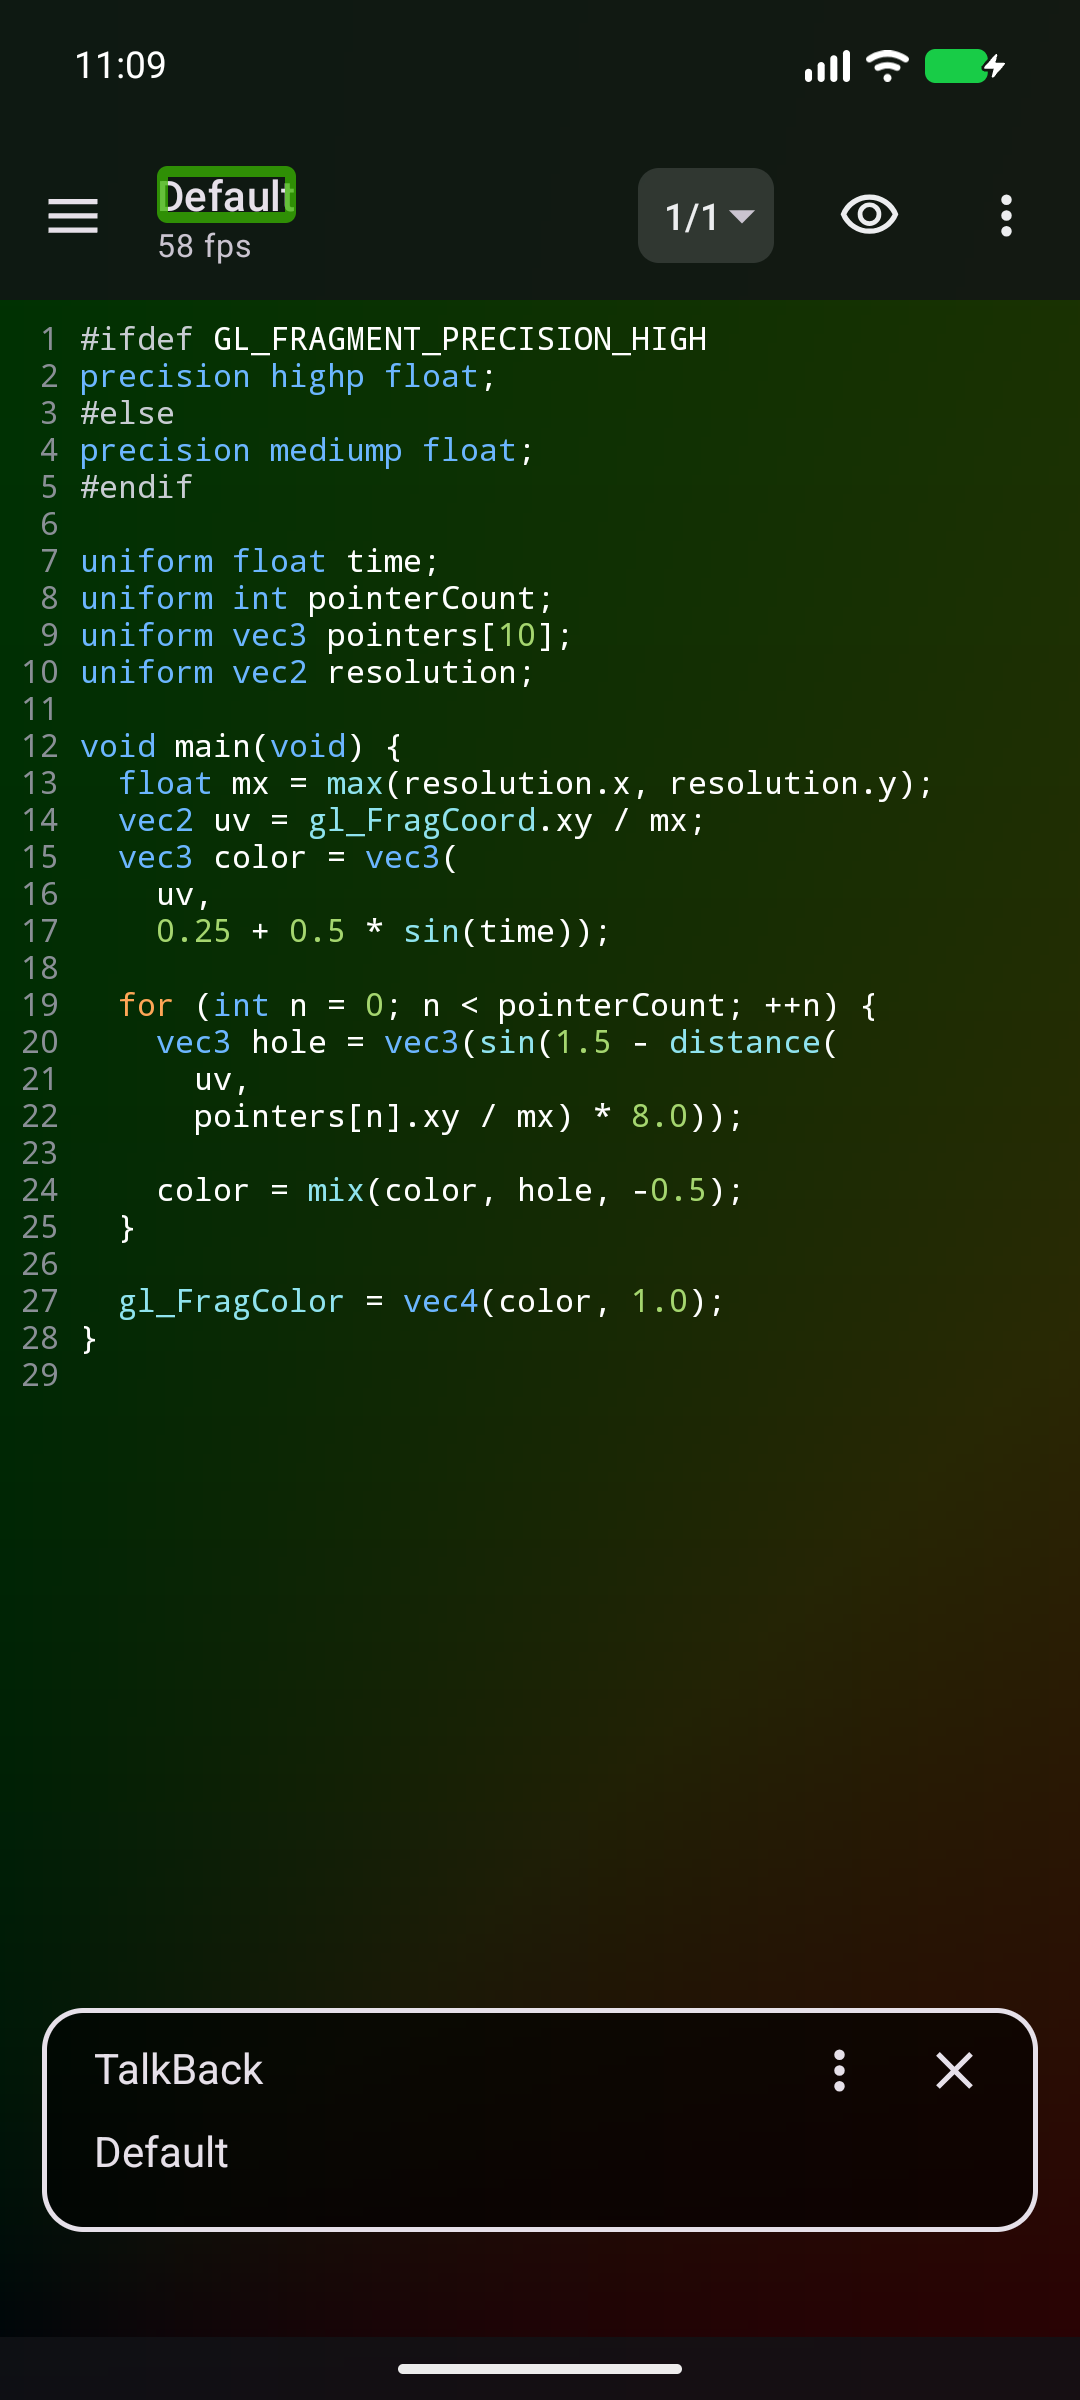 11:09
Default
58 fps
1/1
1 #ifdef GL_FRAGMENT_PRECISION_HIGH
2 precision highp float;
3 #else
4 precision mediump float;
5 #endif
6
7 uniform float time;
8 uniform int pointerCount;
9 uniform vec3 pointers[10];
10 uniform vec2 resolution;
11
12 void main(void) {
13   float mx = max(resolution.x, resolution.y);
14   vec2 uv = gl_FragCoord.xy / mx;
15   vec3 color = vec3(
16     uv,
17     0.25 + 0.5 * sin(time));
18
19   for (int n = 0; n < pointerCount; ++n) {
20     vec3 hole = vec3(sin(1.5 - distance(
21       uv,
22       pointers[n].xy / mx) * 8.0));
23
24     color = mix(color, hole, -0.5);
25   }
26
27   gl_FragColor = vec4(color, 1.0);
28 }
29
TalkBack
Default